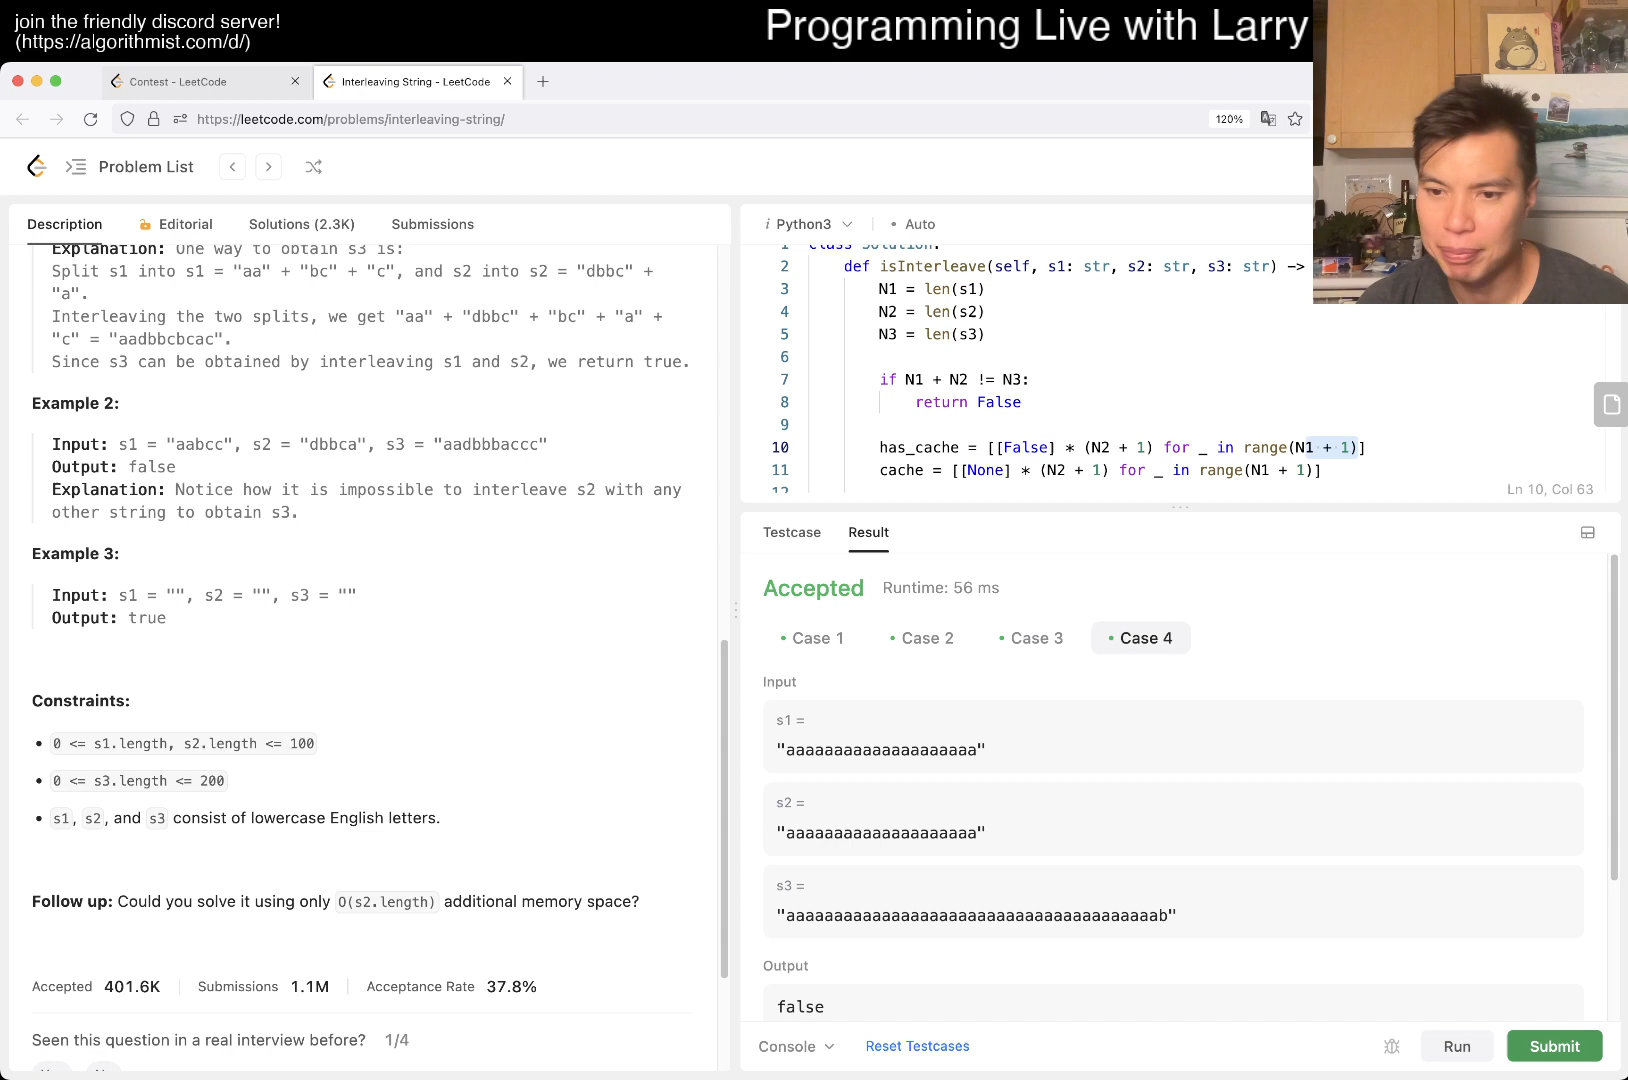 join the friendly discord server!
(https://algorithmist.com/d/)
Programming Live with Larry
Contest - LeetCode
Interleaving String - LeetCode
https://leetcode.com/problems/interleaving-string/
120%
Problem List
Description
Editorial
Solutions (2.3K)
Submissions
Explanation: One way to obtain s3 is:
Split s1 into s1 = "aa" + "bc" + "c", and s2 into s2 = "dbbc" +
"a".
Interleaving the two splits, we get "aa" + "dbbc" + "bc" + "a" +
"c" = "aadbbcbcac".
Since s3 can be obtained by interleaving s1 and s2, we return true.
Example 2:
Input: s1 = "aabcc", s2 = "dbbca", s3 = "aadbbbaccc"
Output: false
Explanation: Notice how it is impossible to interleave s2 with any
other string to obtain s3.
Example 3:
Input: s1 = "", s2 = "", s3 = ""
Output: true
Constraints:
0 <= s1.length, s2.length <= 100
0 <= s3.length <= 200
s1, s2, and s3 consist of lowercase English letters.
Follow up: Could you solve it using only O(s2.length) additional memory space?
Accepted 401.6K Submissions 1.1M Acceptance Rate 37.8%
Seen this question in a real interview before? 1/4
i Python3
• Auto
1 class Solution:
2 def isInterleave(self, s1: str, s2: str, s3: str) ->
3 N1 = len(s1)
4 N2 = len(s2)
5 N3 = len(s3)
6
7 if N1 + N2 != N3:
8 return False
9
10 has_cache = [[False] * (N2 + 1) for _ in range(N1 + 1)]
11 cache = [[None] * (N2 + 1) for _ in range(N1 + 1)]
12
Ln 10, Col 63
Testcase
Result
Accepted Runtime: 56 ms
• Case 1
• Case 2
• Case 3
• Case 4
Input
s1 =
"aaaaaaaaaaaaaaaaaaaa"
s2 =
"aaaaaaaaaaaaaaaaaaaa"
s3 =
"aaaaaaaaaaaaaaaaaaaaaaaaaaaaaaaaaaaaaaab"
Output
false
Console
Reset Testcases
Run
Submit